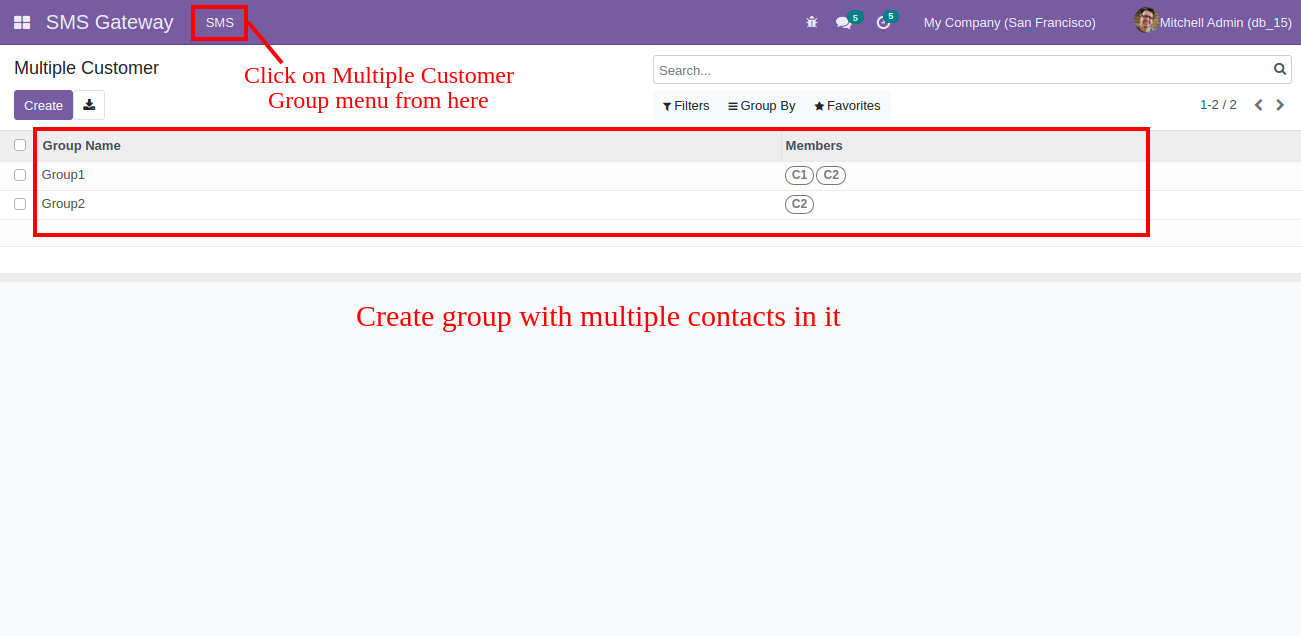 SMS Gateway SMS 5 5 My Company (San Francisco) Mitchell Admin (db_15)
Multiple Customer
Click on Multiple Customer
Group menu from here
Search...
Create
Filters Group By Favorites 1-2 / 2
Group Name Members
Group1 C1 C2
Group2 C2
Create group with multiple contacts in it